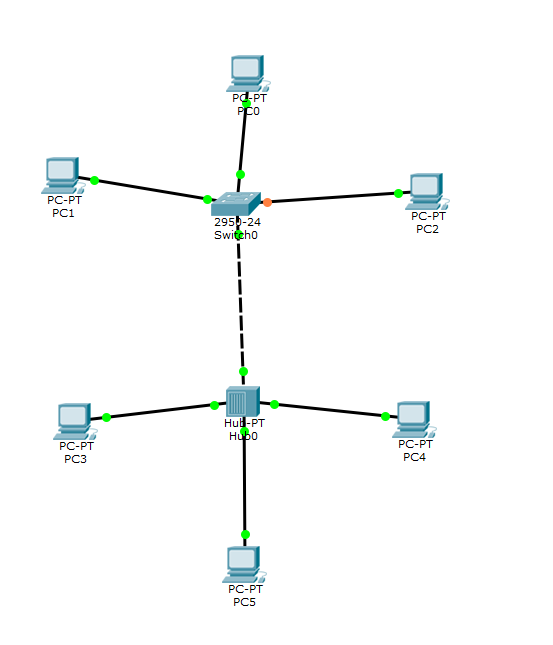 PC-PT
PC0
PC-PT
PC1
PC-PT
PC2
2950-24
Switch0
Hub-PT
Hub0
PC-PT
PC3
PC-PT
PC4
PC-PT
PC5